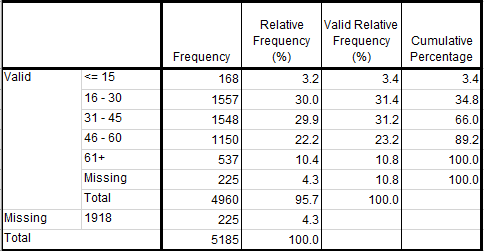 Frequency Relative Frequency (%) Valid Relative Frequency (%) Cumulative Percentage
Valid <= 15 168 3.2 3.4 3.4
16 - 30 1557 30.0 31.4 34.8
31 - 45 1548 29.9 31.2 66.0
46 - 60 1150 22.2 23.2 89.2
61+ 537 10.4 10.8 100.0
Missing 225 4.3 10.8 100.0
Total 4960 95.7 100.0
Missing 1918 225 4.3
Total 5185 100.0